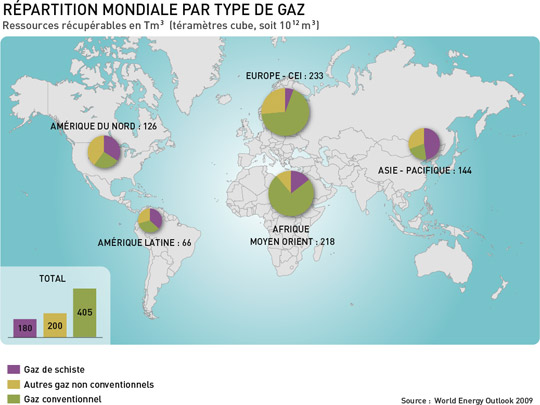 RÉPARTITION MONDIALE PAR TYPE DE GAZ
Ressources récupérables en Tm³ (téramètres cube, soit 10¹² m³)
EUROPE - CEI : 233
AMÉRIQUE DU NORD : 126
ASIE - PACIFIQUE : 144
AMÉRIQUE LATINE : 66
AFRIQUE
MOYEN ORIENT : 218
TOTAL
180
200
405
Gaz de schiste
Autres gaz non conventionnels
Gaz conventionnel
Source : World Energy Outlook 2009